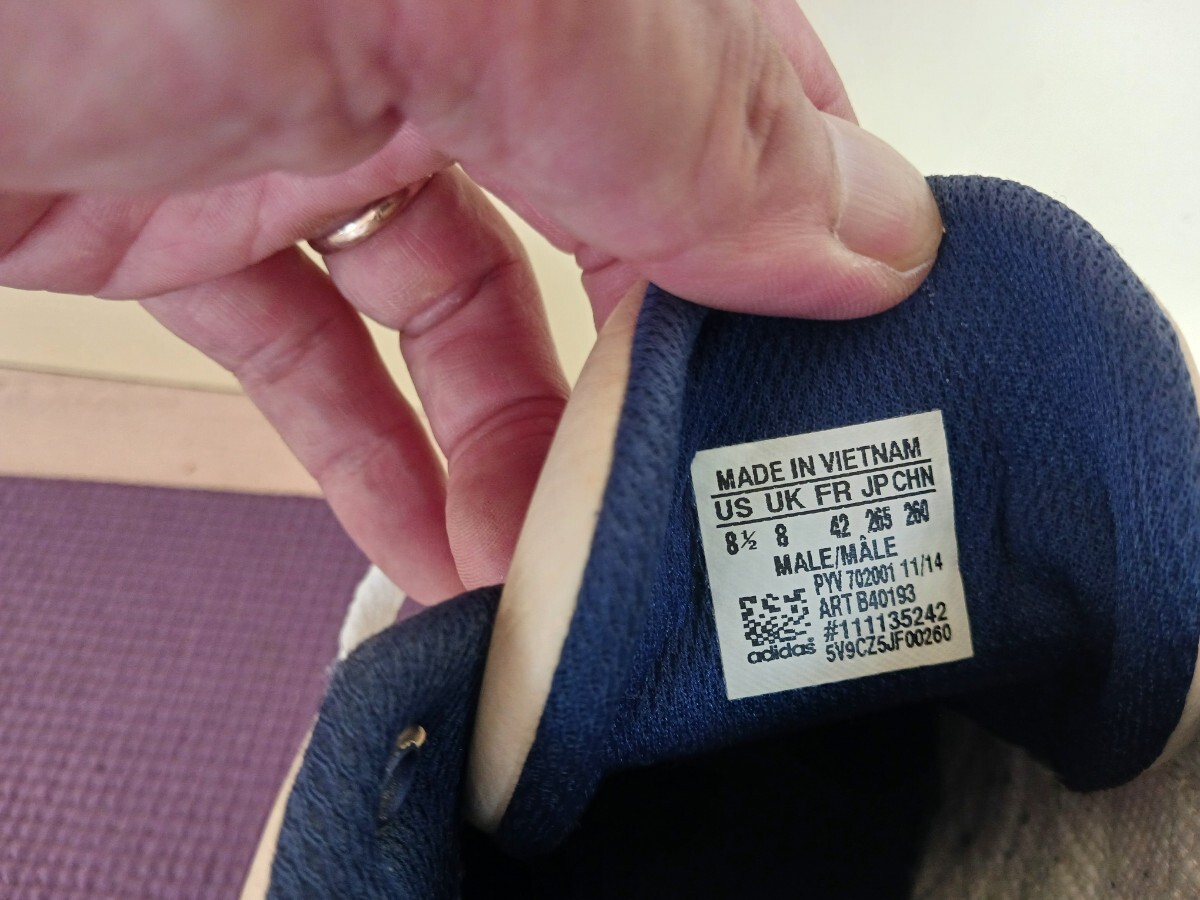 MADE IN VIETNAM
US UK FR JP CHN
8½ 8 42 265 260
MALE/MÂLE
PYV 702001 11/14
ART B40193
#111135242
adidas® 5V9CZ5JF00260